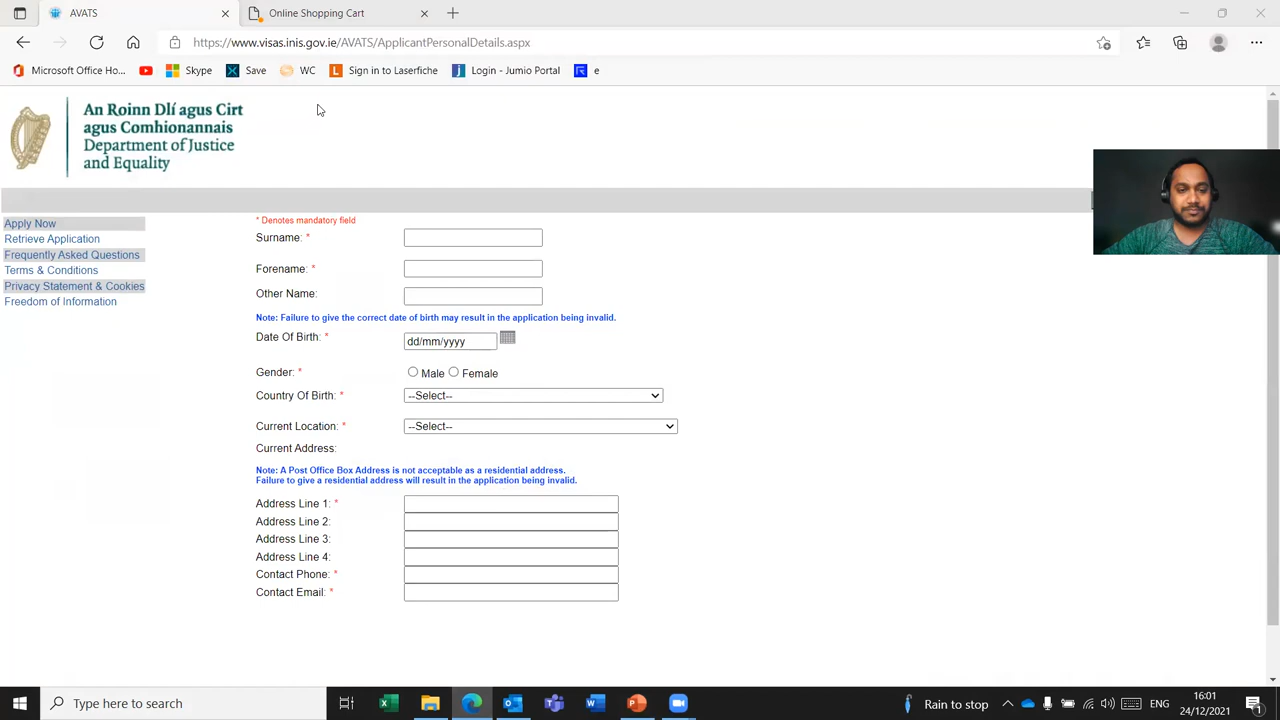 AVATS
Online Shopping Cart
https://www.visas.inis.gov.ie/AVATS/ApplicantPersonalDetails.aspx
Microsoft Office Ho...
Skype
Save
WC
Sign in to Laserfiche
Login - Jumio Portal
e
An Roinn Dlí agus Cirt
agus Comhionannais
Department of Justice
and Equality
Apply Now
Retrieve Application
Frequently Asked Questions
Terms & Conditions
Privacy Statement & Cookies
Freedom of Information
* Denotes mandatory field
Surname: *
Forename: *
Other Name:
Note: Failure to give the correct date of birth may result in the application being invalid.
Date Of Birth: * dd/mm/yyyy
Gender: * Male Female
Country Of Birth: * --Select--
Current Location: * --Select--
Current Address:
Note: A Post Office Box Address is not acceptable as a residential address.
Failure to give a residential address will result in the application being invalid.
Address Line 1: *
Address Line 2:
Address Line 3:
Address Line 4:
Contact Phone: *
Contact Email: *
Type here to search
Rain to stop
ENG
16:01
24/12/2021
1